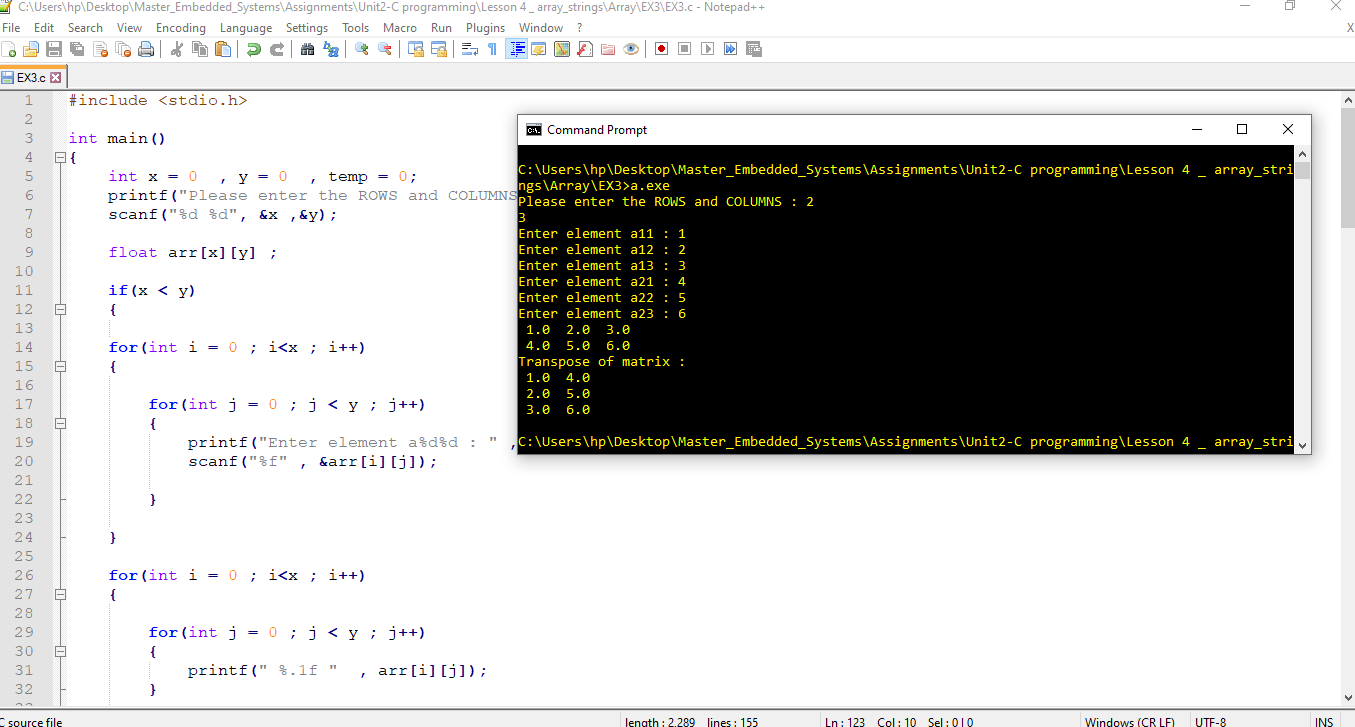 C:\Users\hp\Desktop\Master_Embedded_Systems\Assignments\Unit2-C programming\Lesson 4 _ array_strings\Array\EX3\EX3.c - Notepad++
File Edit Search View Encoding Language Settings Tools Macro Run Plugins Window ? X
EX3.c
1 #include <stdio.h>
2
3 int main()
4 {
5 int x = 0 , y = 0 , temp = 0;
6 printf("Please enter the ROWS and COLUMNS
7 scanf("%d %d", &x ,&y);
8
9 float arr[x][y] ;
10
11 if(x < y)
12 {
13
14 for(int i = 0 ; i<x ; i++)
15 {
16
17 for(int j = 0 ; j < y ; j++)
18 {
19 printf("Enter element a%d%d : " ,
20 scanf("%f" , &arr[i][j]);
21
22 }
23
24 }
25
26 for(int i = 0 ; i<x ; i++)
27 {
28
29 for(int j = 0 ; j < y ; j++)
30 {
31 printf(" %.1f " , arr[i][j]);
32 }
Command Prompt
C:\Users\hp\Desktop\Master_Embedded_Systems\Assignments\Unit2-C programming\Lesson 4 _ array_stri
ngs\Array\EX3>a.exe
Please enter the ROWS and COLUMNS : 2
3
Enter element a11 : 1
Enter element a12 : 2
Enter element a13 : 3
Enter element a21 : 4
Enter element a22 : 5
Enter element a23 : 6
1.0 2.0 3.0
4.0 5.0 6.0
Transpose of matrix :
1.0 4.0
2.0 5.0
3.0 6.0
C:\Users\hp\Desktop\Master_Embedded_Systems\Assignments\Unit2-C programming\Lesson 4 _ array_stri
C source file length : 2,289 lines : 155 Ln : 123 Col : 10 Sel : 0 | 0 Windows (CR LF) UTF-8 INS